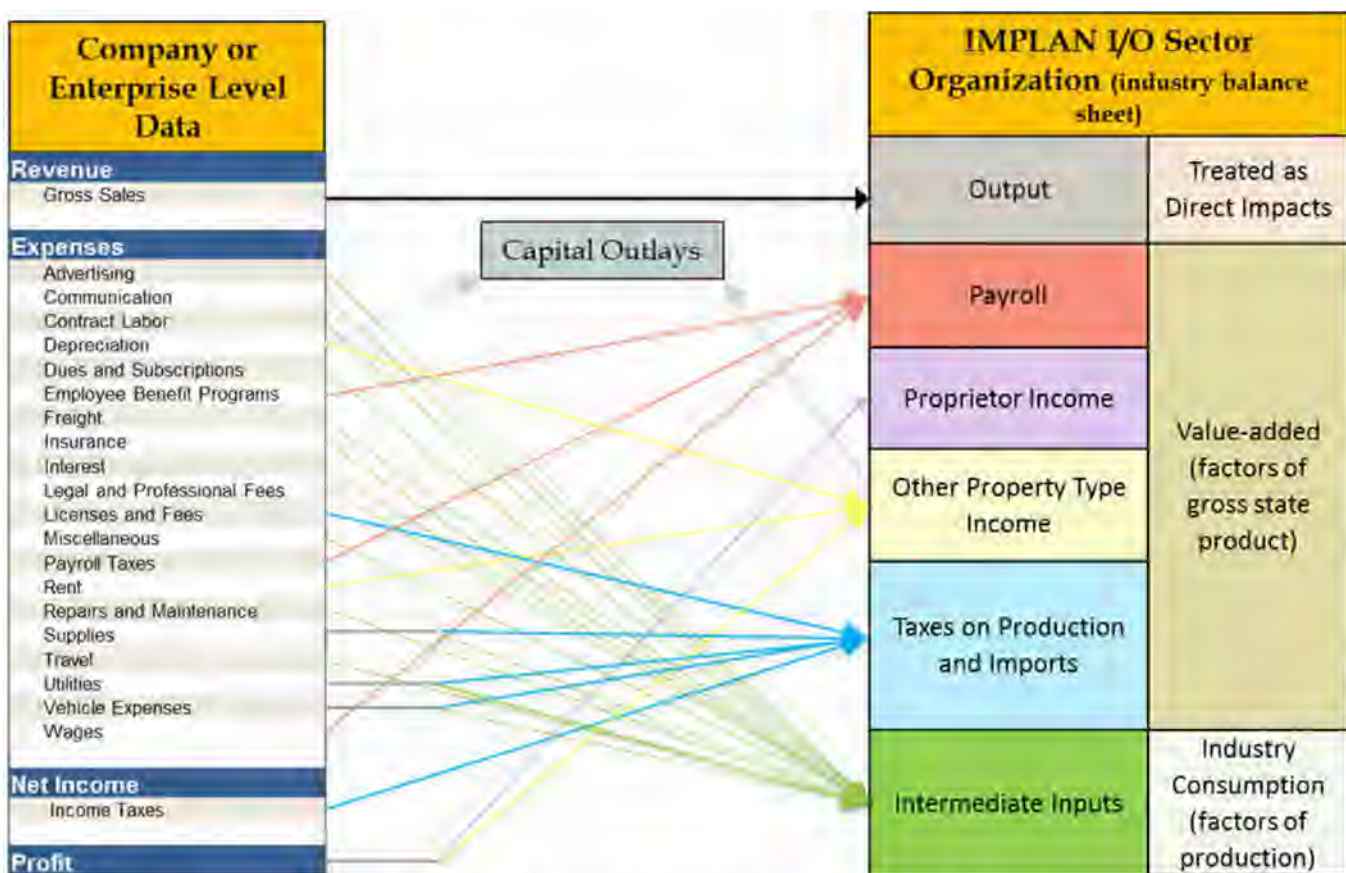 Company or
Enterprise Level
Data
Revenue
Gross Sales
Expenses
Advertising
Communication
Contract Labor
Depreciation
Dues and Subscriptions
Employee Benefit Programs
Freight
Insurance
Interest
Legal and Professional Fees
Licenses and Fees
Miscellaneous
Payroll Taxes
Rent
Repairs and Maintenance
Supplies
Travel
Utilities
Vehicle Expenses
Wages
Net Income
Income Taxes
Profit
Capital Outlays
IMPLAN I/O Sector
Organization (industry balance
sheet)
Output
Treated as
Direct Impacts
Payroll
Proprietor Income
Other Property Type
Income
Taxes on Production
and Imports
Value-added
(factors of
gross state
product)
Intermediate Inputs
Industry
Consumption
(factors of
production)